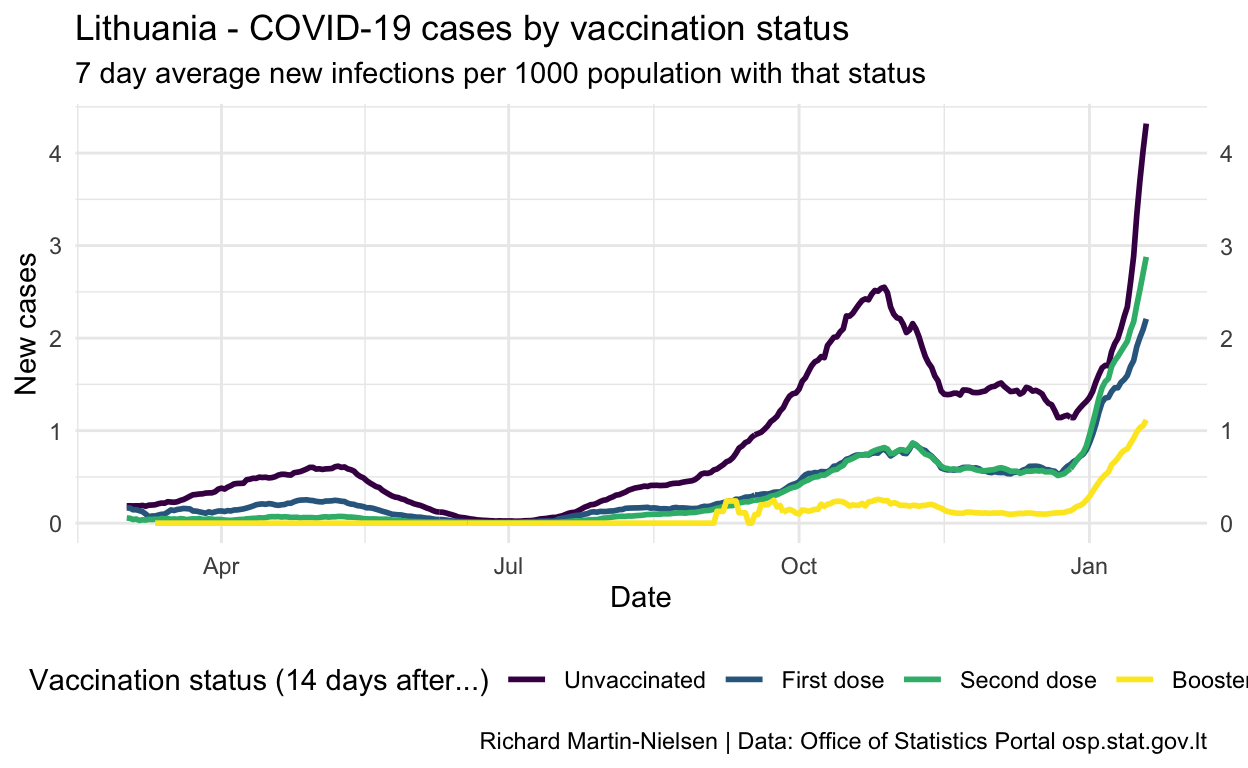 Lithuania - COVID-19 cases by vaccination status
7 day average new infections per 1000 population with that status
New cases
4 4
3 3
2 2
1 1
0 0
Apr Jul Oct Jan
Date
Vaccination status (14 days after...) Unvaccinated First dose Second dose Booster
Richard Martin-Nielsen | Data: Office of Statistics Portal osp.stat.gov.lt